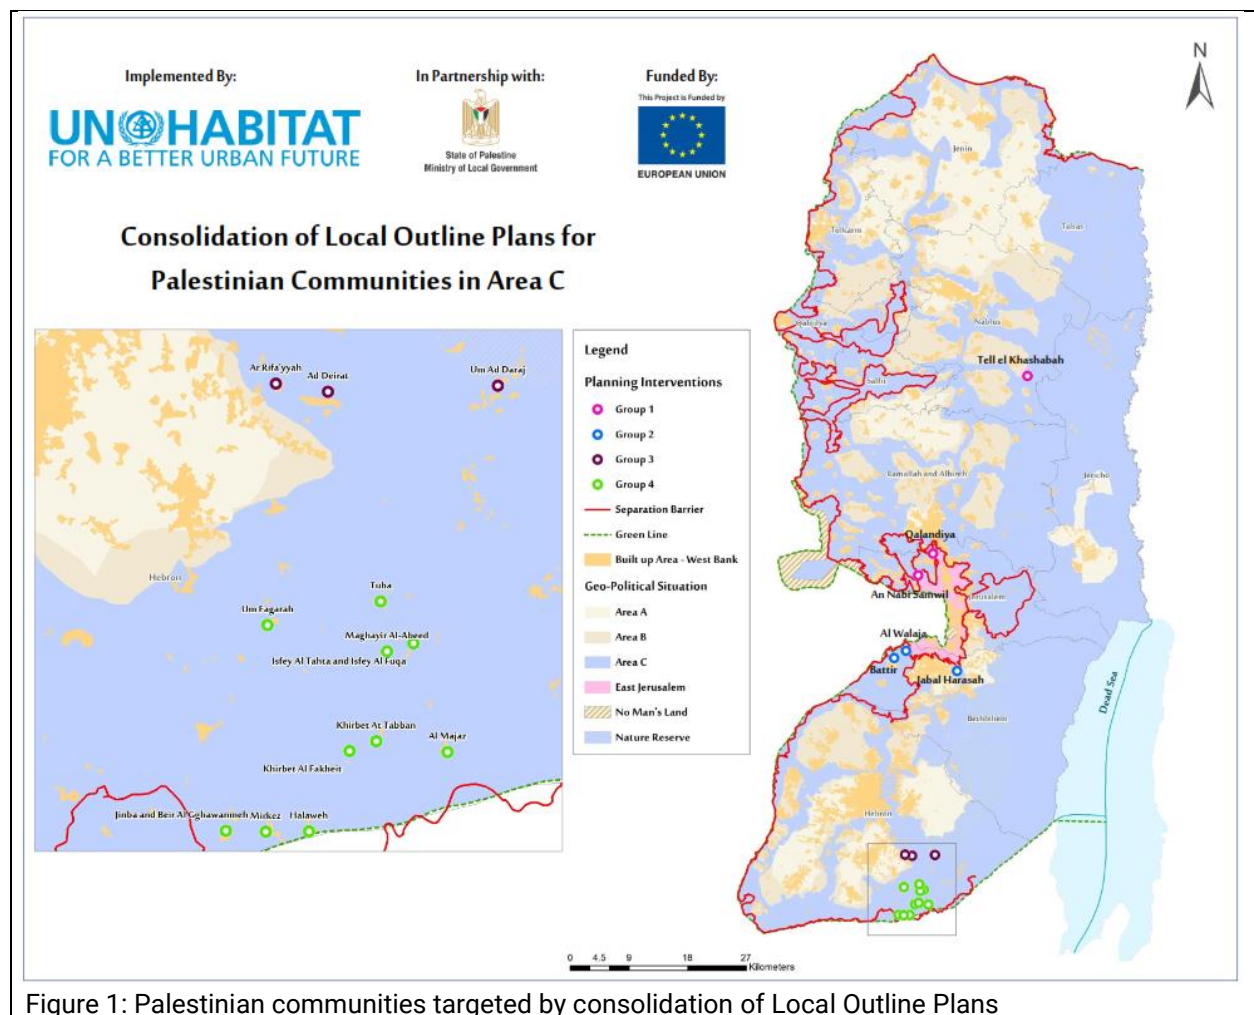 Implemented By:
In Partnership with:
Funded By:
UN HABITAT
FOR A BETTER URBAN FUTURE
State of Palestine
Ministry of Local Government
This Project is Funded by
EUROPEAN UNION
N
Consolidation of Local Outline Plans for
Palestinian Communities in Area C
Ar Rifa'yyah
Ad Deirat
Um Ad Daraj
Hebron
Tuba
Um Fagarah
Maghayir Al-Abeed
Isfey Al Tahta and Isfey Al Fuqa
Khirbet At Tabban
Al Majaz
Khirbet Al Fakheit
Jinba and Beir Al Gghawanmeh
Mirkez
Halaweh
Legend
Planning Interventions
Group 1
Group 2
Group 3
Group 4
Separation Barrier
Green Line
Built up Area - West Bank
Geo-Political Situation
Area A
Area B
Area C
East Jerusalem
No Man's Land
Nature Reserve
Jenin
Tubas
Tulkarm
Nablus
Qalqilya
Tell el Khashabah
Salfit
Ramallah and Albireh
Jericho
Qalandiya
An Nabi Samwil
Jerusalem
Al Walaja
Battir
Jabal Harasah
Bethlehem
Dead Sea
Hebron
0 4.5 9 18 27
Kilometers
Figure 1: Palestinian communities targeted by consolidation of Local Outline Plans